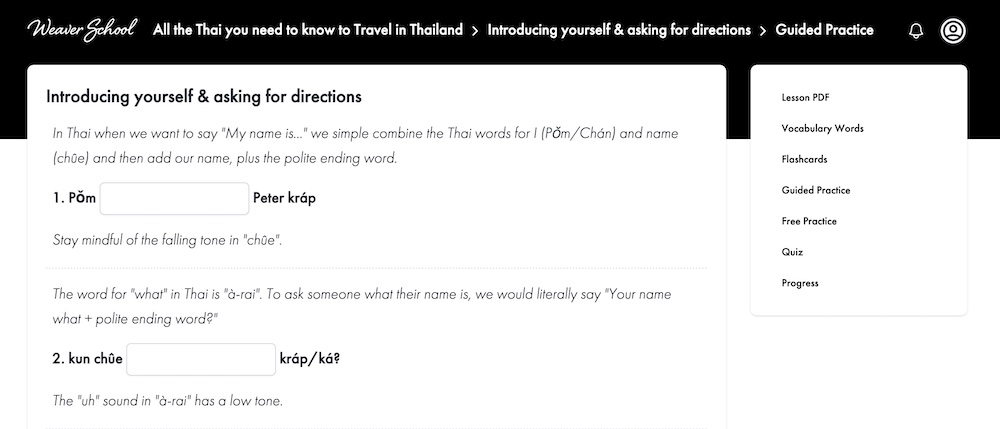 Weaver School All the Thai you need to know to Travel in Thailand > Introducing yourself & asking for directions > Guided Practice
Introducing yourself & asking for directions
In Thai when we want to say "My name is..." we simple combine the Thai words for I (Pǒm/Chán) and name
(chûe) and then add our name, plus the polite ending word.
1. Pǒm Peter kráp
Stay mindful of the falling tone in "chûe".
The word for "what" in Thai is "à-rai". To ask someone what their name is, we would literally say "Your name
what + polite ending word?"
2. kun chûe kráp/ká?
The "uh" sound in "à-rai" has a low tone.
Lesson PDF
Vocabulary Words
Flashcards
Guided Practice
Free Practice
Quiz
Progress